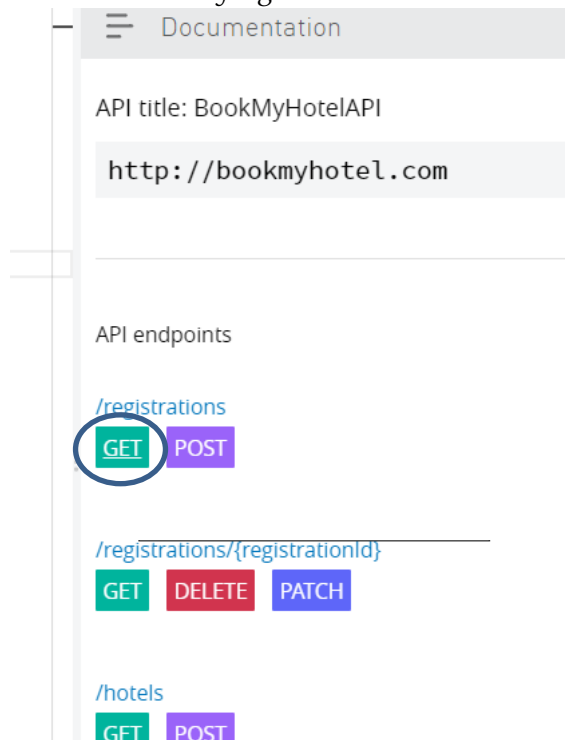 Documentation
API title: BookMyHotelAPI
http://bookmyhotel.com
API endpoints
/registrations
GET POST
/registrations/{registrationId}
GET DELETE PATCH
/hotels
GET POST